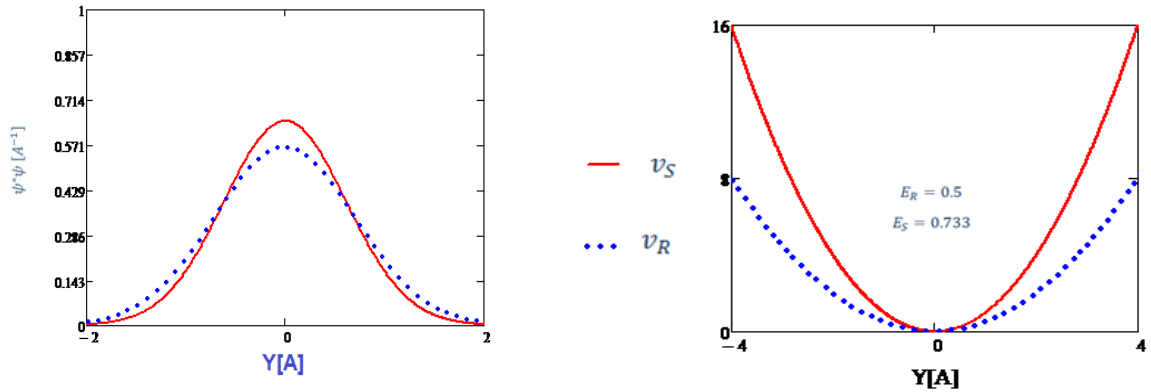 1
0.857
0.714
0.571
0.429
0.286
0.143
0
ψ*ψ [A⁻¹]
−2
0
2
Y[A]
v_S
v_R
16
8
0
E_R = 0.5
E_S = 0.733
−4
0
4
Y[A]